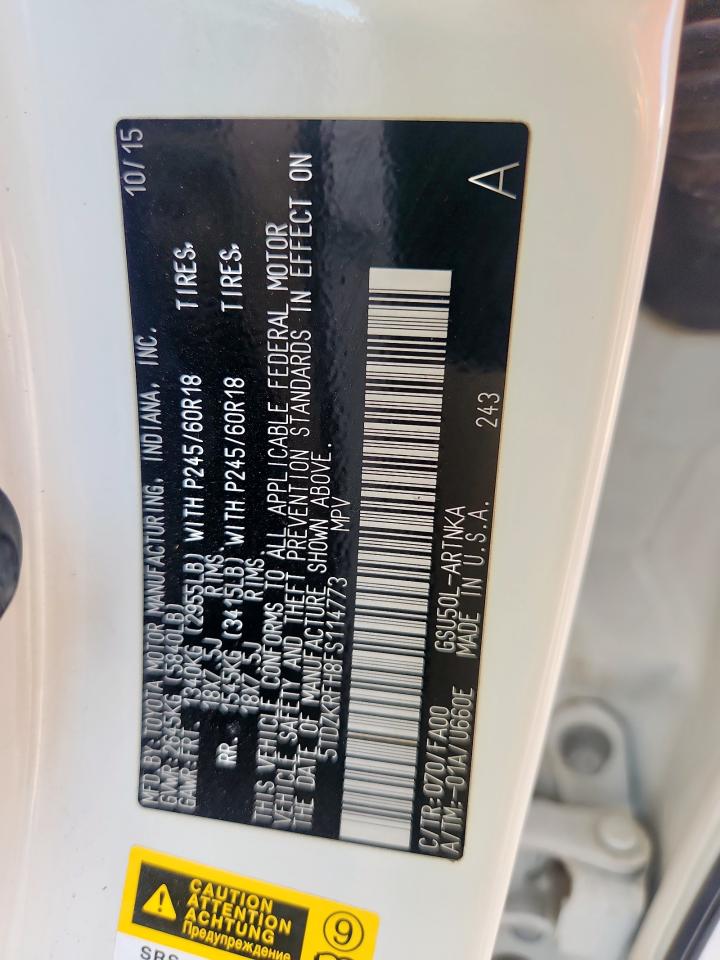 MFD BY: TOYOTA MOTOR MANUFACTURING, INDIANA, INC. 10/15
GVWR: 2645KG (5840LB)
GAWR: FRT. 1340KG (2955LB) WITH P245/60R18 TIRES,
18X7.5J RIMS.
RR. 1545KG (3415LB) WITH P245/60R18 TIRES,
18X7.5J RIMS.
THIS VEHICLE CONFORMS TO ALL APPLICABLE FEDERAL MOTOR
VEHICLE SAFETY AND THEFT PREVENTION STANDARDS IN EFFECT ON
THE DATE OF MANUFACTURE SHOWN ABOVE.
5TDZKRFH8FS114773 MPV
C/TR: 070/FA00 GSU50L-ARTNKA
A/TM: -01A/U660E MADE IN U.S.A. 243 A
CAUTION
ATTENTION
ACHTUNG
Предупреждение
9
SRS